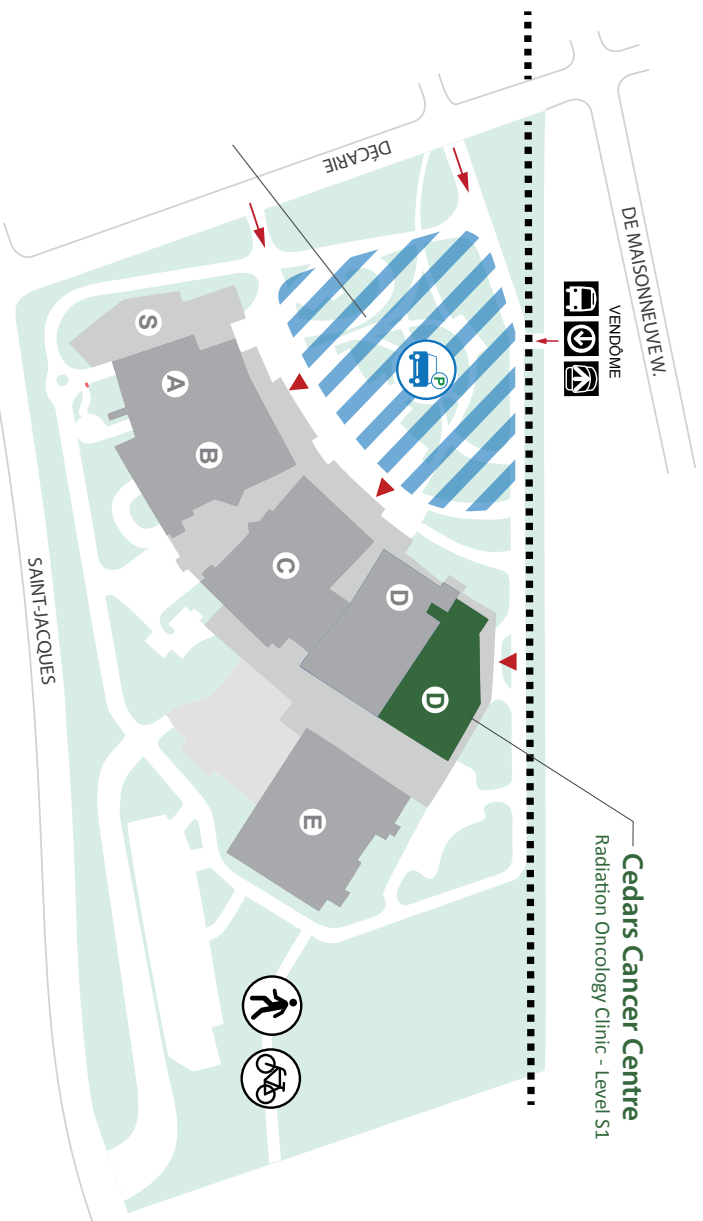 DÉCARIE
DE MAISONNEUVE W.
VENDÔME
P
S
A
B
C
D
D
E
SAINT-JACQUES
Cedars Cancer Centre
Radiation Oncology Clinic - Level S1